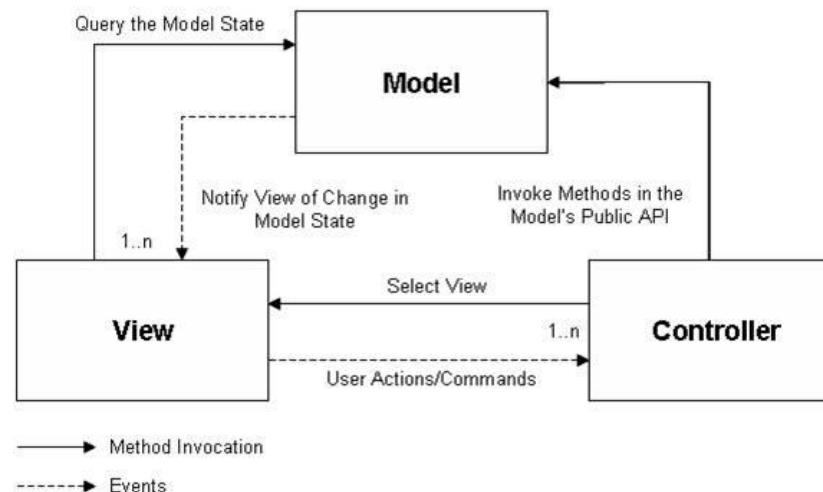 Query the Model State
Model
Notify View of Change in
Model State
Invoke Methods in the
Model's Public API
1..n
Select View
View
1..n
Controller
User Actions/Commands
Method Invocation
Events